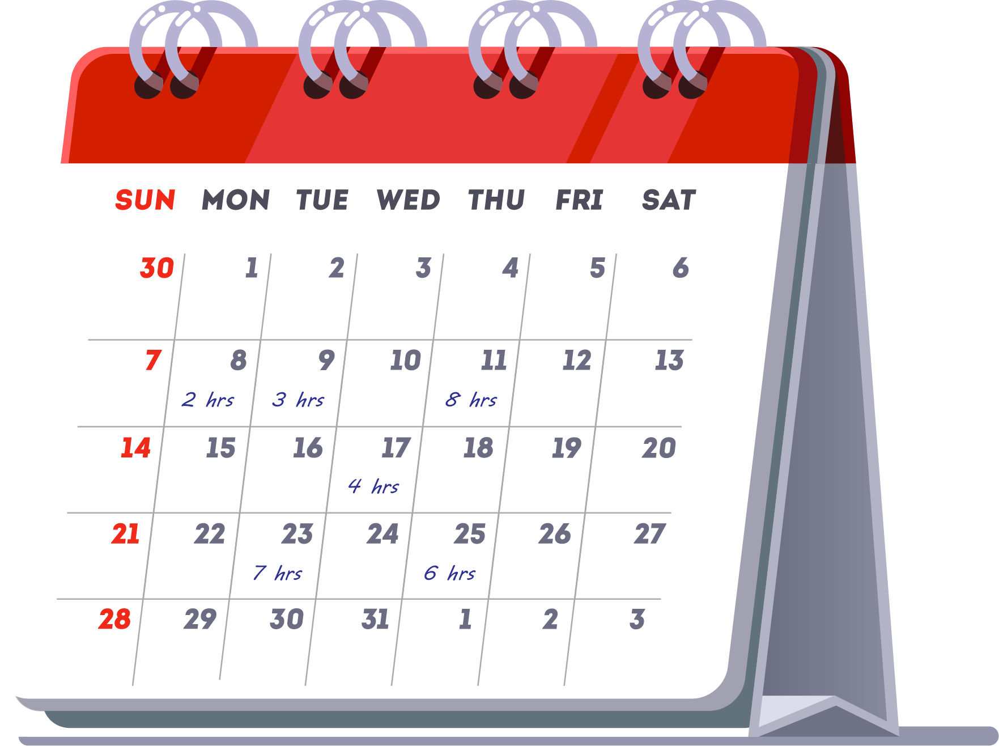 SUN MON TUE WED THU FRI SAT
30 1 2 3 4 5 6
7 8 9 10 11 12 13
2 hrs 3 hrs 8 hrs
14 15 16 17 18 19 20
4 hrs
21 22 23 24 25 26 27
7 hrs 6 hrs
28 29 30 31 1 2 3